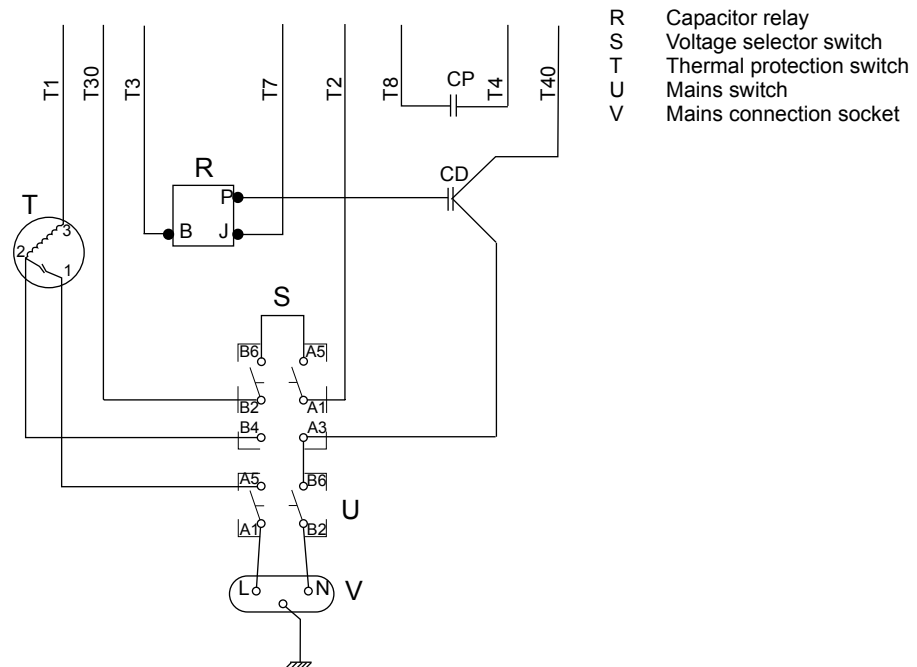 T1
T30
T3
T7
T2
T8
T4
T40
CP
CD
R
P
B
J
T
3
2
1
S
B6
A5
B2
A1
B4
A3
A5
B6
U
A1
B2
L
N
V
R Capacitor relay
S Voltage selector switch
T Thermal protection switch
U Mains switch
V Mains connection socket